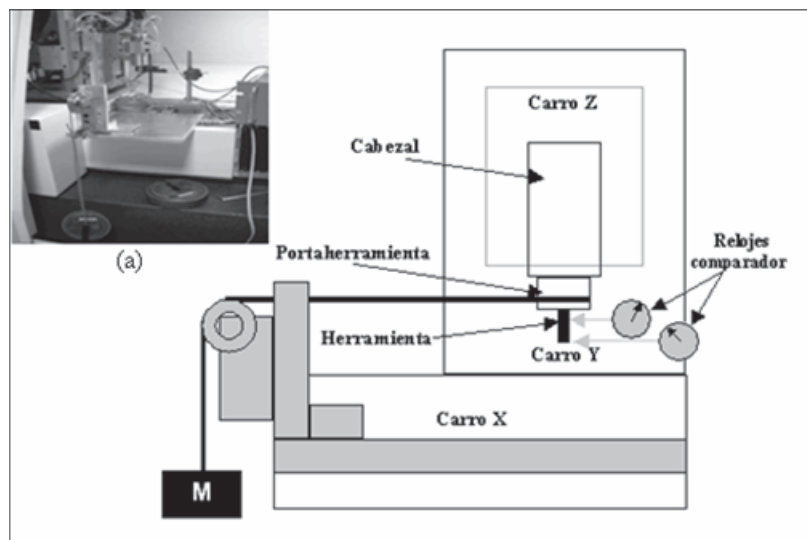 Carro Z
Cabezal
Relojes
comparador
(a)
Portaherramienta
Herramienta
Carro Y
Carro X
M